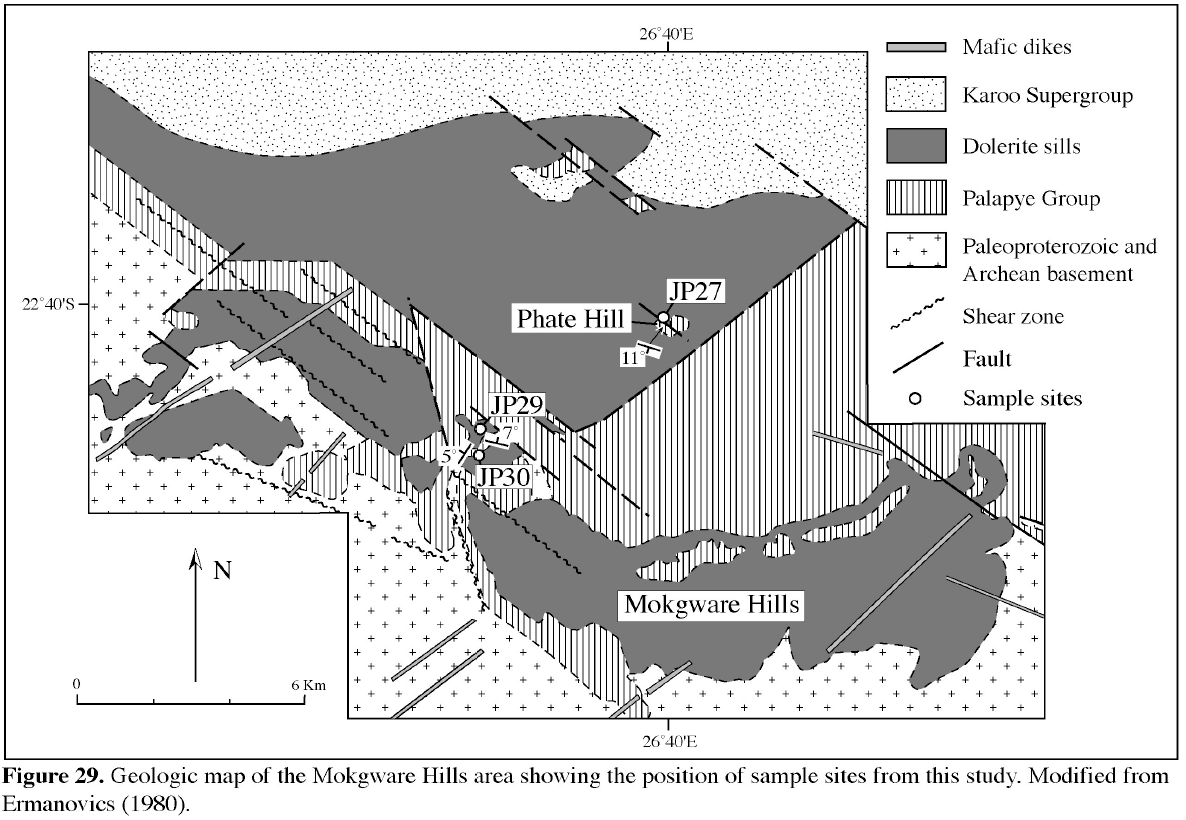 26°40'E
Mafic dikes
Karoo Supergroup
Dolerite sills
Palapye Group
Paleoproterozoic and
Archean basement
22°40'S
JP27
Phate Hill
Shear zone
11°
Fault
JP29
Sample sites
7°
5°
JP30
N
Mokgware Hills
0
6 Km
26°40'E
Figure 29. Geologic map of the Mokgware Hills area showing the position of sample sites from this study. Modified from
Ermanovics (1980).